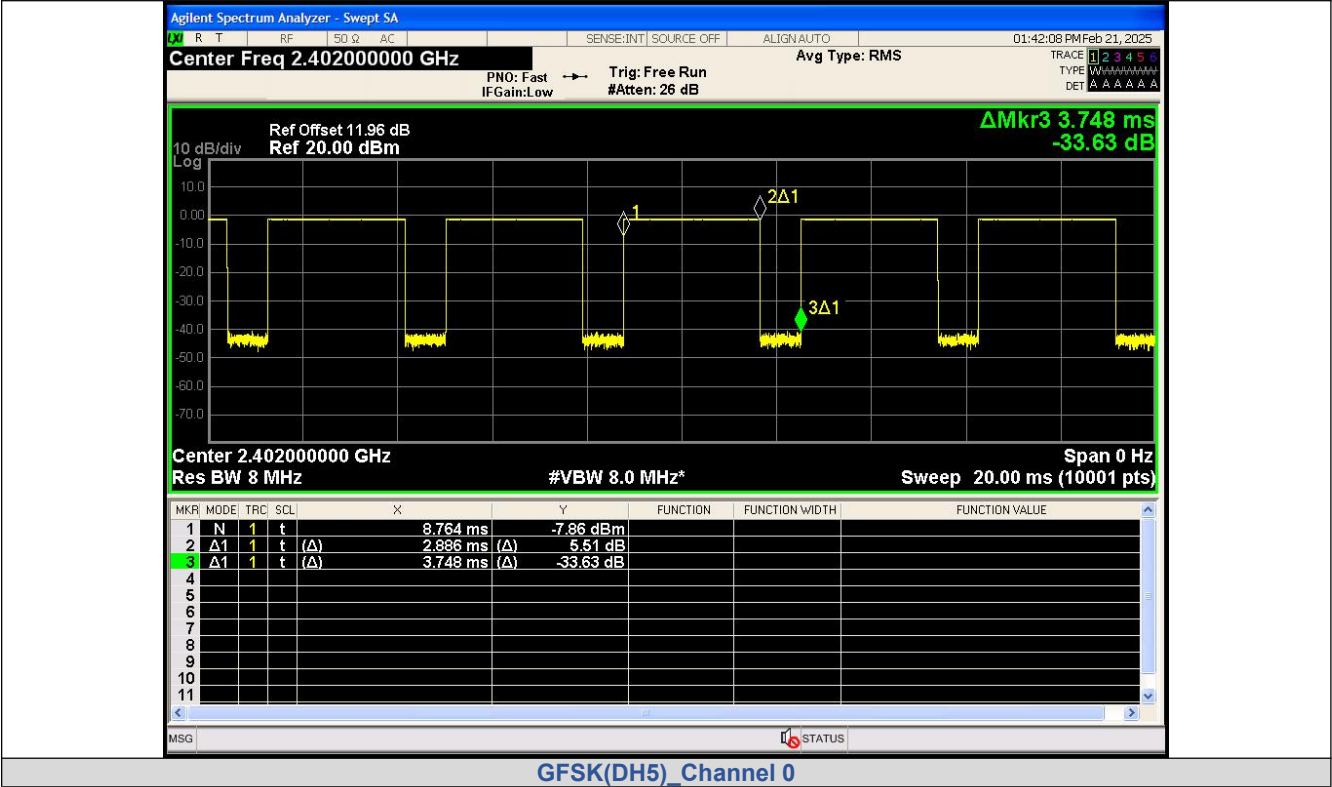 Agilent Spectrum Analyzer - Swept SA
LXI R T RF 50 Ω AC SENSE:INT SOURCE OFF ALIGN AUTO 01:42:08 PM Feb 21, 2025
Center Freq 2.402000000 GHz Avg Type: RMS TRACE 1 2 3 4 5 6
PNO: Fast Trig: Free Run TYPE WWWWWW
IFGain:Low #Atten: 26 dB DET A A A A A A
ΔMkr3 3.748 ms
Ref Offset 11.96 dB
10 dB/div Ref 20.00 dBm -33.63 dB
Log
10.0
0.00
-10.0
-20.0
-30.0
-40.0
-50.0
-60.0
-70.0
1
2Δ1
3Δ1
Center 2.402000000 GHz Span 0 Hz
Res BW 8 MHz #VBW 8.0 MHz* Sweep 20.00 ms (10001 pts)
MKR MODE TRC SCL X Y FUNCTION FUNCTION WIDTH FUNCTION VALUE
1 N 1 t 8.764 ms -7.86 dBm
2 Δ1 1 t (Δ) 2.886 ms (Δ) 5.51 dB
3 Δ1 1 t (Δ) 3.748 ms (Δ) -33.63 dB
4
5
6
7
8
9
10
11
MSG STATUS
GFSK(DH5)_Channel 0